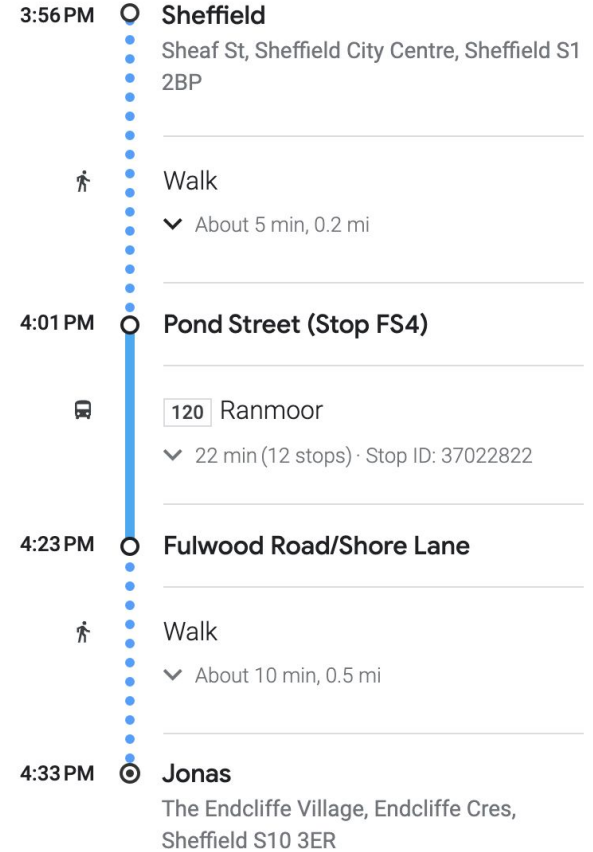 3:56 PM Sheffield
Sheaf St, Sheffield City Centre, Sheffield S1
2BP
Walk
About 5 min, 0.2 mi
4:01 PM Pond Street (Stop FS4)
120 Ranmoor
22 min (12 stops) · Stop ID: 37022822
4:23 PM Fulwood Road/Shore Lane
Walk
About 10 min, 0.5 mi
4:33 PM Jonas
The Endcliffe Village, Endcliffe Cres,
Sheffield S10 3ER